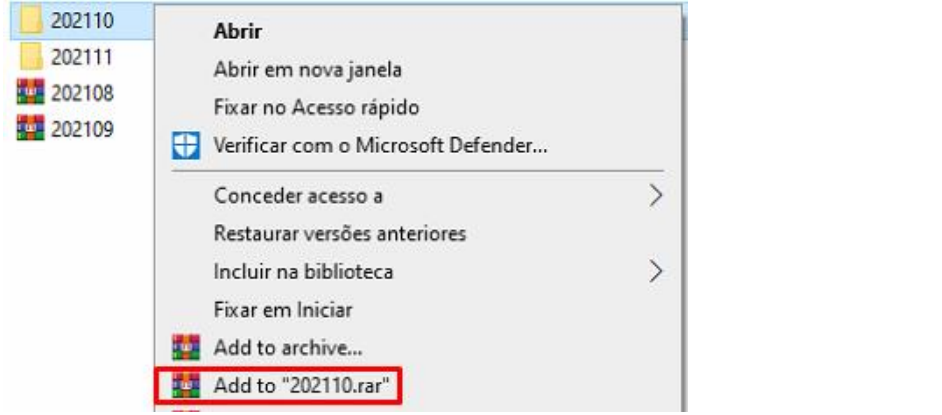 202110
202111
202108
202109
Abrir
Abrir em nova janela
Fixar no Acesso rápido
Verificar com o Microsoft Defender...
Conceder acesso a
Restaurar versões anteriores
Incluir na biblioteca
Fixar em Iniciar
Add to archive...
Add to "202110.rar"